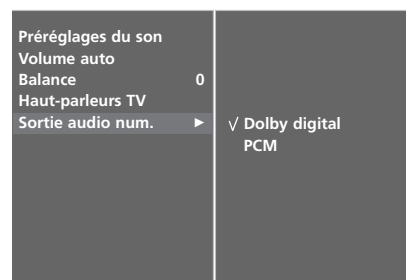 Préréglages du son
Volume auto
Balance 0
Haut-parleurs TV
Sortie audio num. ►
√ Dolby digital
PCM